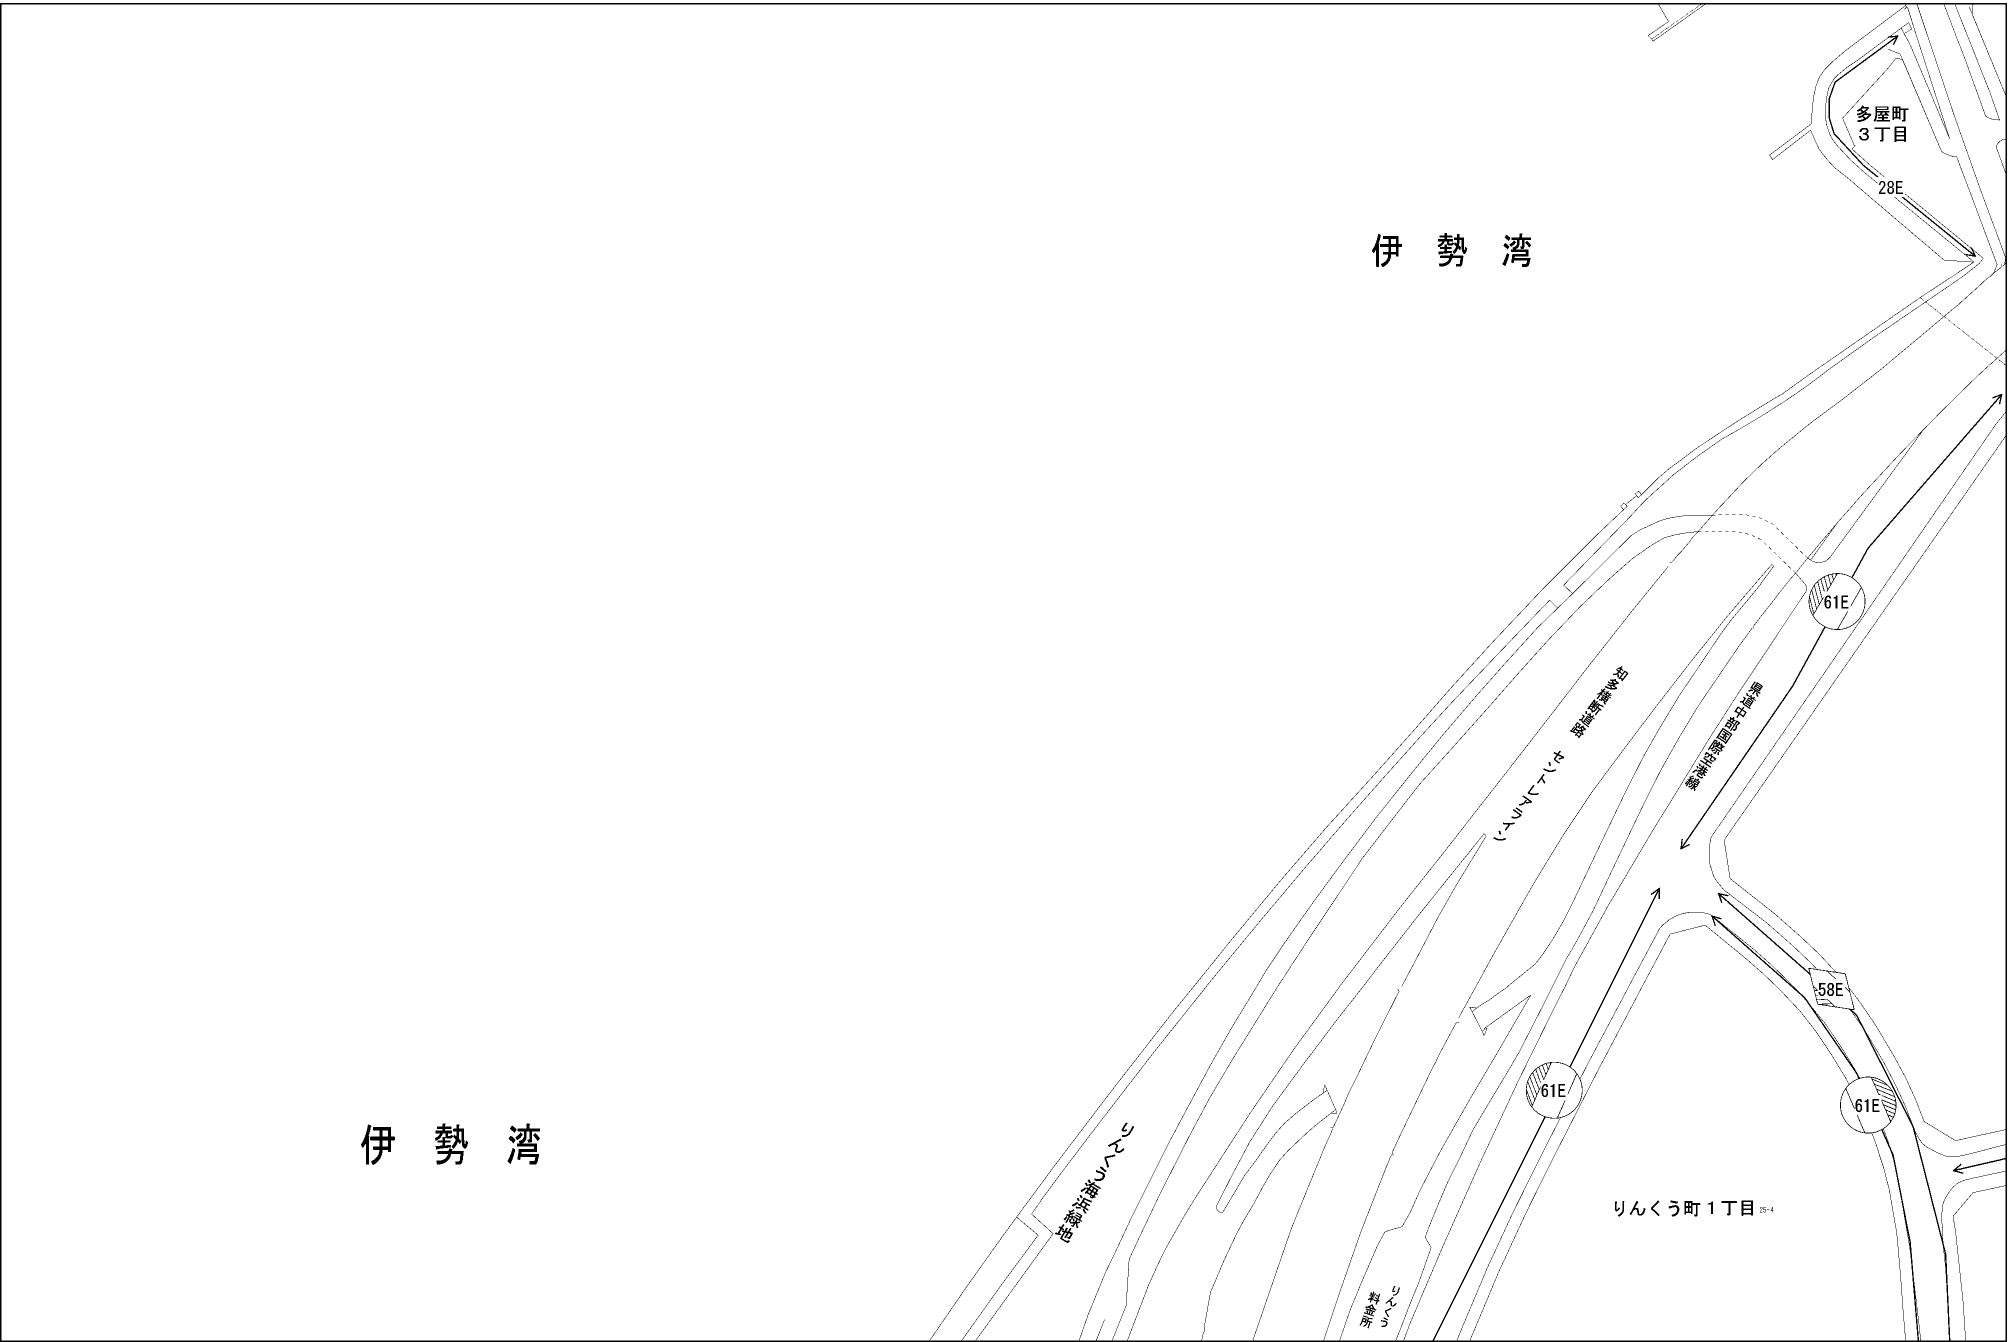 多屋町
３丁目
28E
伊勢湾
61E
知多横断道路 セントレアライン
県道中部国際空港線
58E
61E
61E
伊勢湾
りんくう海浜緑地
りんくう町１丁目 25-4
りんくう
料金所